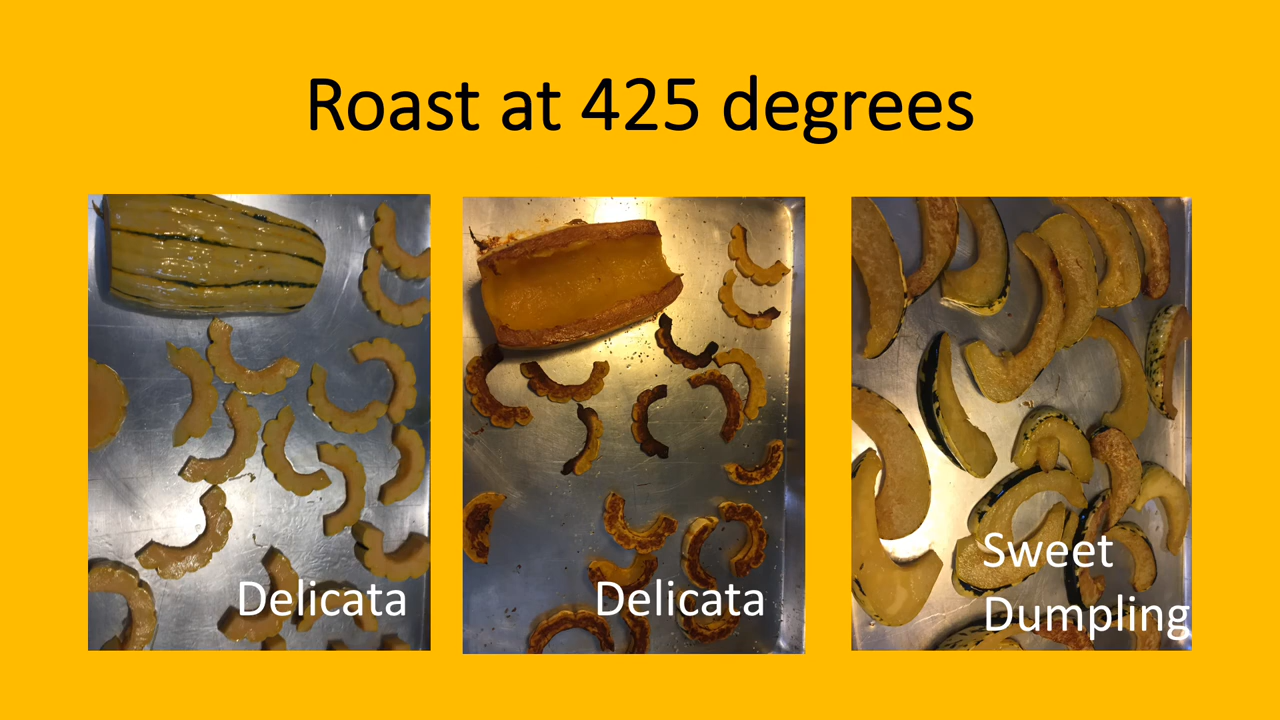 Roast at 425 degrees
Delicata
Delicata
Sweet
Dumpling